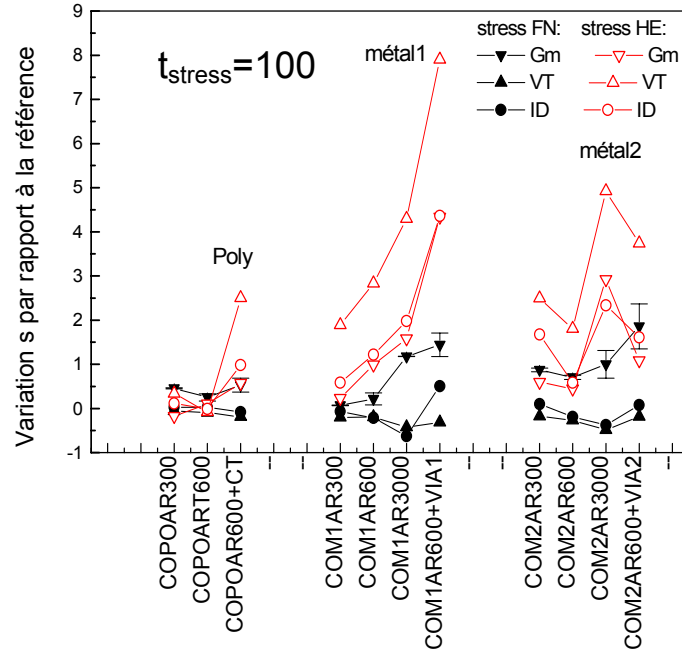 stress FN: stress HE:
Gm Gm
VT VT
ID ID
t_stress=100
métal1
métal2
Poly
Variation s par rapport à la référence
9
8
7
6
5
4
3
2
1
0
-1
COPOAR300
COPOART600
COPOAR600+CT
--
--
COM1AR300
COM1AR600
COM1AR3000
COM1AR600+VIA1
--
--
COM2AR300
COM2AR600
COM2AR3000
COM2AR600+VIA2
--